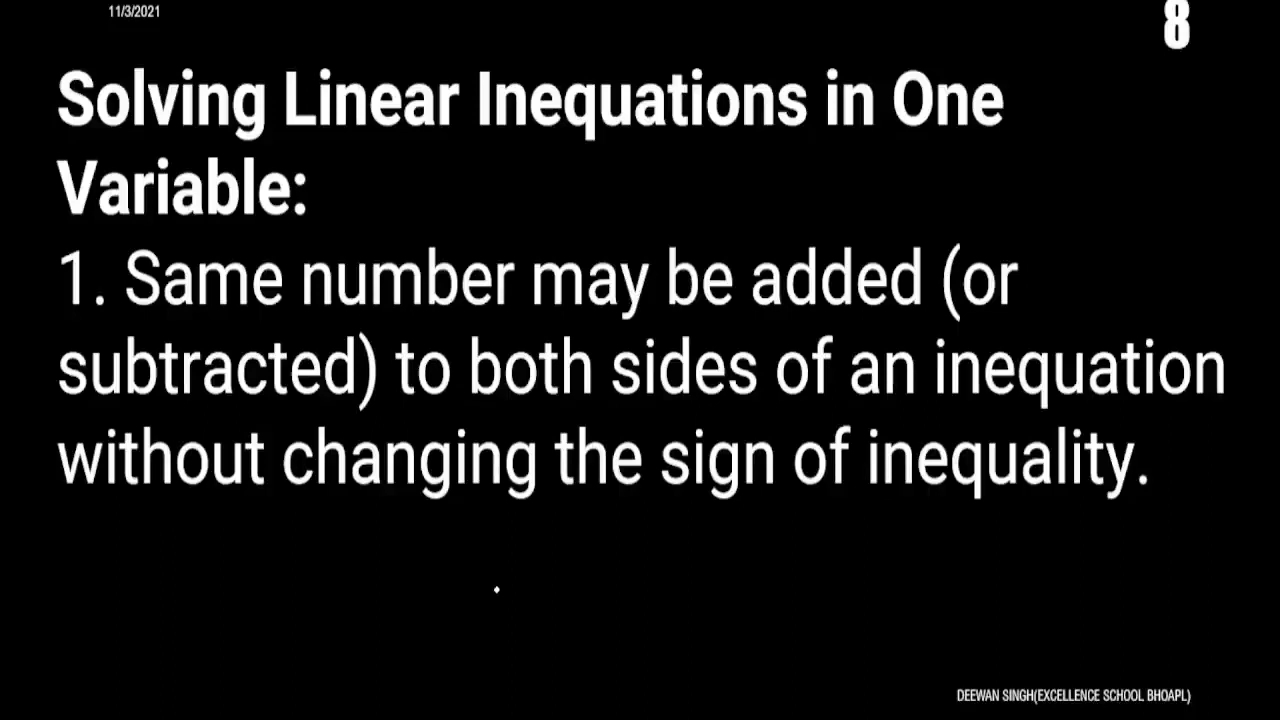 11/3/2021
8
Solving Linear Inequations in One
Variable:
1. Same number may be added (or
subtracted) to both sides of an inequation
without changing the sign of inequality.
DEEWAN SINGH(EXCELLENCE SCHOOL BHOAPL)